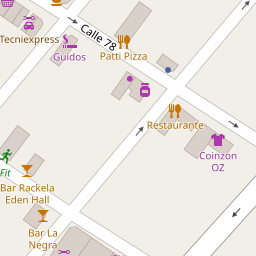 Tecniexpress
Calle 78
Guidos
Patti Pizza
Restaurante
Coinzon
OZ
Fit
Bar Rackela
Eden Hall
Bar La
Negra